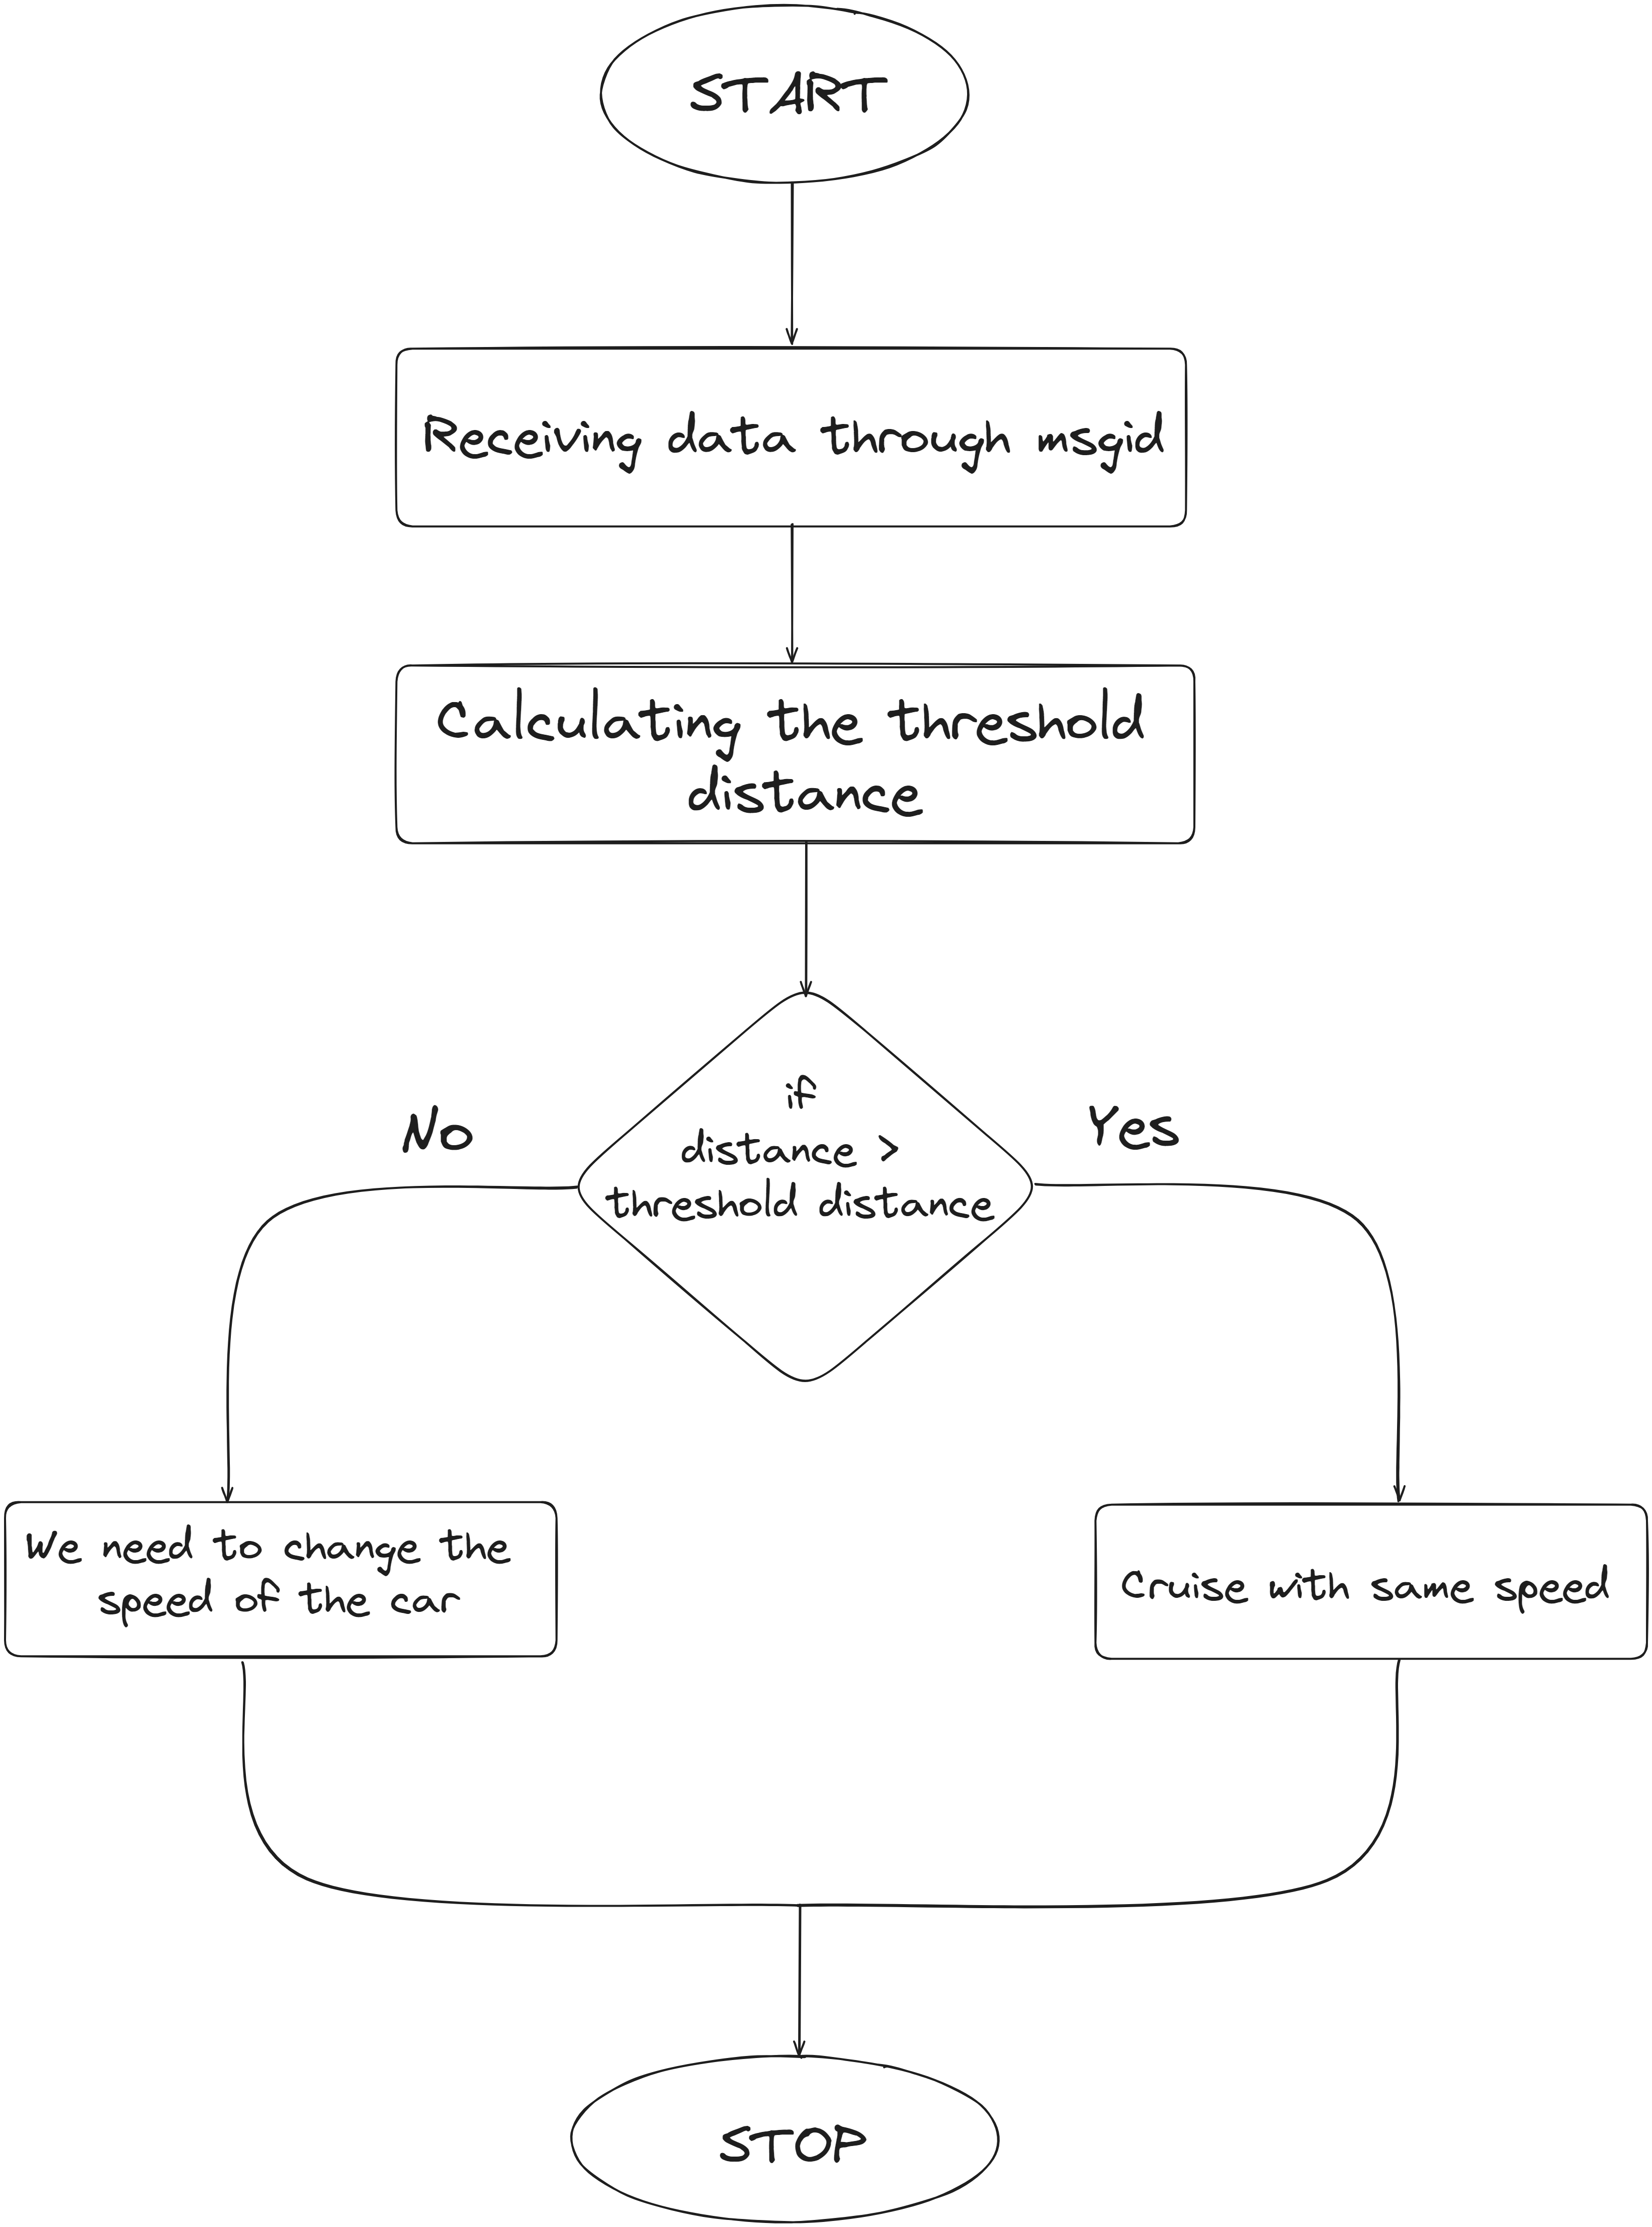 START
Receiving data through msgid
Calculating the threshold
distance
if
distance >
threshold distance
No
Yes
We need to change the
speed of the car
Cruise with same speed
STOP